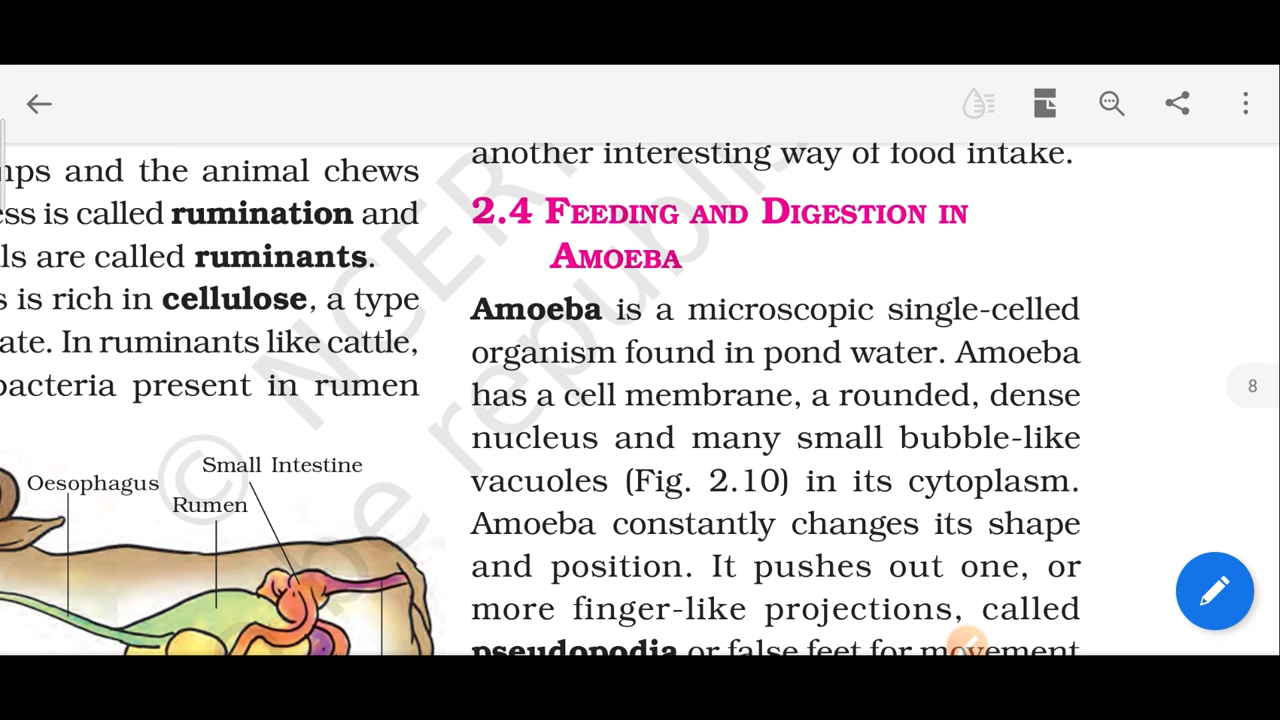 mps and the animal chews
ess is called rumination and
ls are called ruminants.
s is rich in cellulose, a type
ate. In ruminants like cattle,
bacteria present in rumen
Small Intestine
Oesophagus
Rumen
another interesting way of food intake.
2.4 FEEDING AND DIGESTION IN
AMOEBA
Amoeba is a microscopic single-celled
organism found in pond water. Amoeba
has a cell membrane, a rounded, dense
nucleus and many small bubble-like
vacuoles (Fig. 2.10) in its cytoplasm.
Amoeba constantly changes its shape
and position. It pushes out one, or
more finger-like projections, called
pseudopodia or false feet for movement
8
© NCER
be republis